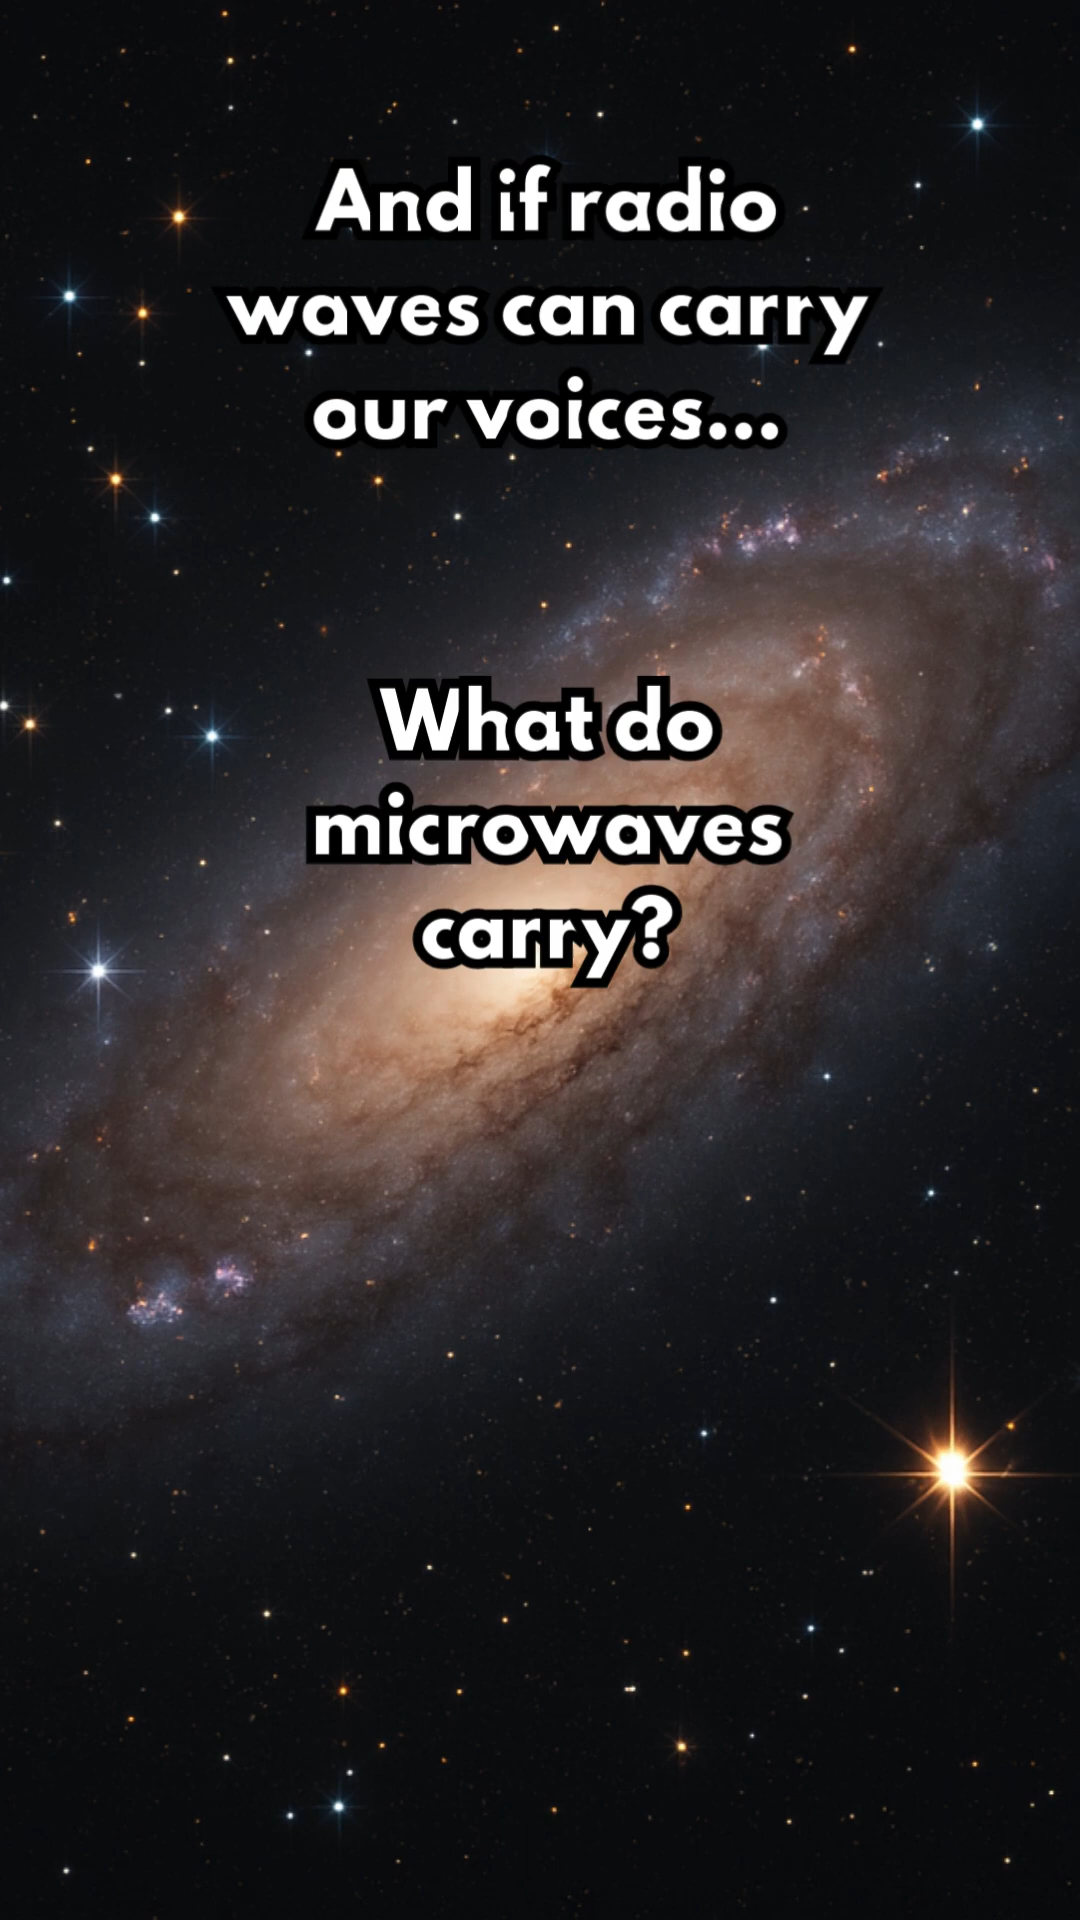 And if radio
waves can carry
our voices...
What do
microwaves
carry?